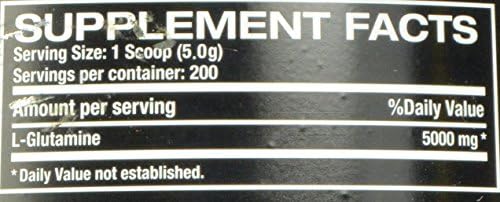 SUPPLEMENT FACTS
Serving Size: 1 Scoop (5.0g)
Servings per container: 200
Amount per serving %Daily Value
L-Glutamine 5000 mg*
*Daily Value not established.